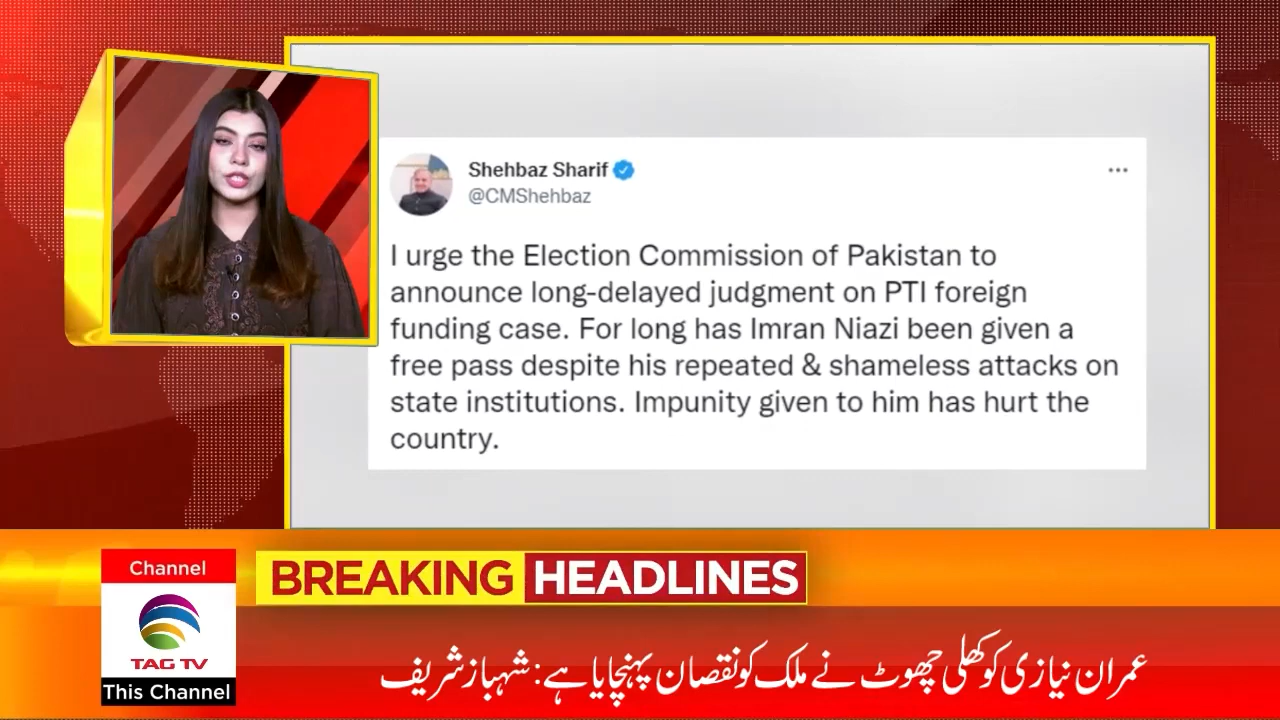 Shehbaz Sharif
@CMShehbaz
I urge the Election Commission of Pakistan to
announce long-delayed judgment on PTI foreign
funding case. For long has Imran Niazi been given a
free pass despite his repeated & shameless attacks on
state institutions. Impunity given to him has hurt the
country.
Channel
TAG TV
This Channel
BREAKING HEADLINES
عمران نیازی کو کھلی چھوٹ نے ملک کو نقصان پہنچایا ہے: شہباز شریف